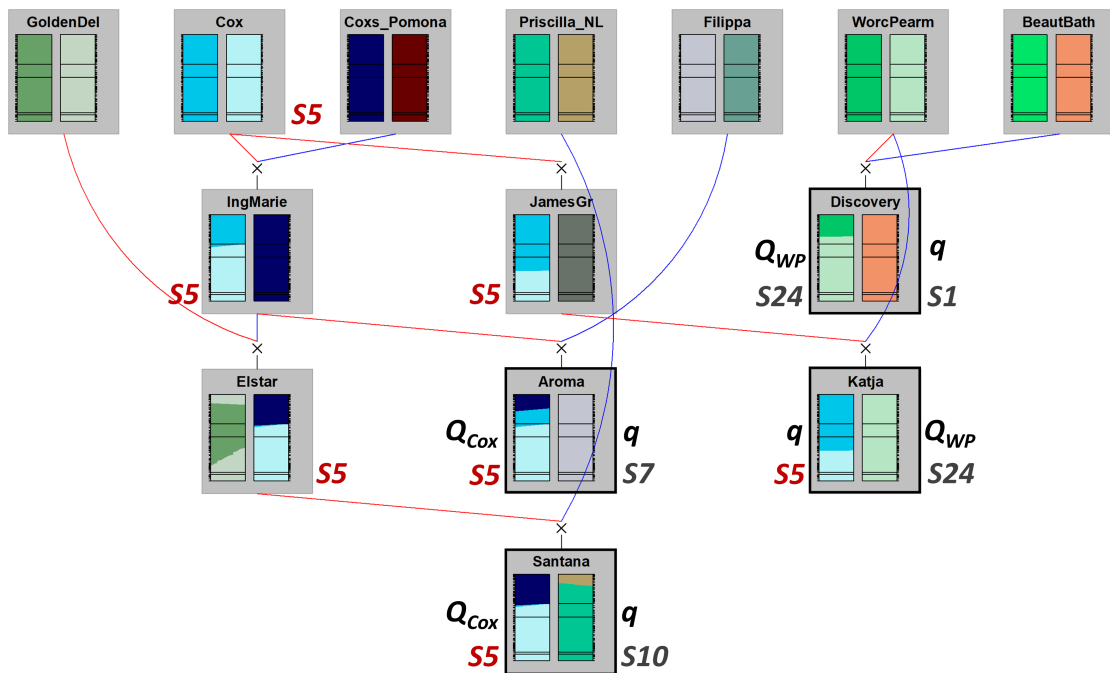 GoldenDel
Cox
Coxs_Pomona
Priscilla_NL
Filippa
WorcPearm
BeautBath
S5
×
×
×
IngMarie
JamesGr
Discovery
Q_WP
q
S5
S5
S24
S1
×
×
×
Elstar
Aroma
Katja
Q_Cox
q
q
Q_WP
S5
S5
S7
S5
S24
×
Santana
Q_Cox
q
S5
S10